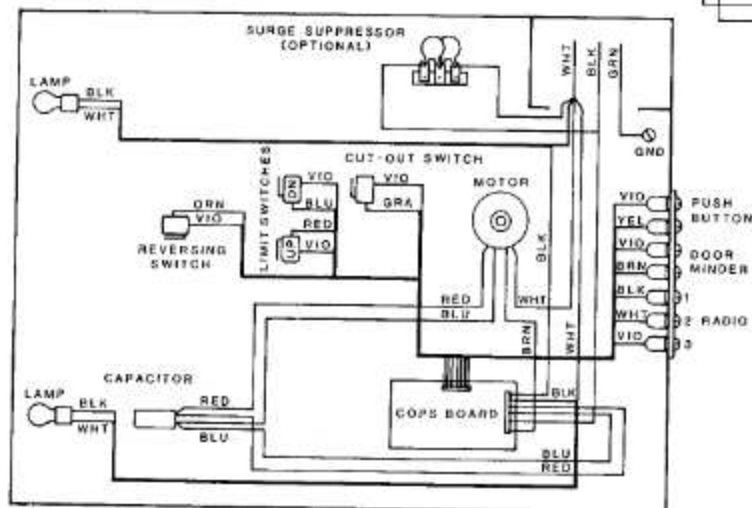 SURGE SUPPRESSOR
(OPTIONAL)
WHT
BLK
GRN
LAMP
BLK
WHT
GND
LIMIT SWITCHES
CUT-OUT SWITCH
VIO
DN
BLU
RED
UP
VIO
VIO
GRA
MOTOR
ORN
VIO
REVERSING
SWITCH
BLK
VIO
PUSH
YEL
BUTTON
VIO
DOOR
BRN
MINDER
BLK
1
WHT
2 RADIO
VIO
3
RED
WHT
BLU
BRN
WHT
CAPACITOR
RED
BLU
LAMP
BLK
WHT
COPS BOARD
BLK
BLU
RED